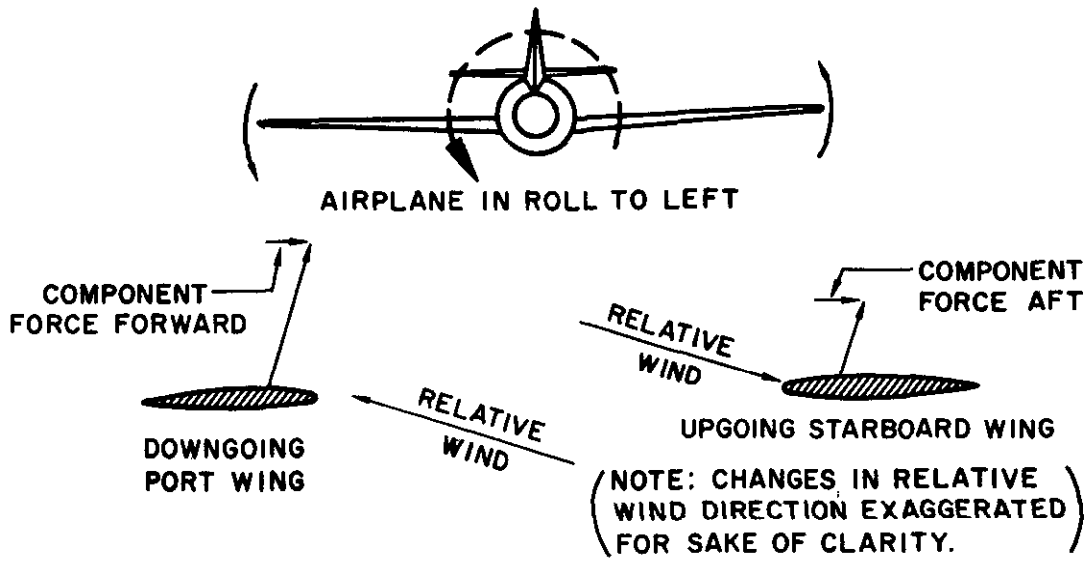 AIRPLANE IN ROLL TO LEFT
COMPONENT
FORCE FORWARD
COMPONENT
FORCE AFT
RELATIVE
WIND
RELATIVE
WIND
DOWNGOING
PORT WING
UPGOING STARBOARD WING
(NOTE: CHANGES IN RELATIVE
WIND DIRECTION EXAGGERATED
FOR SAKE OF CLARITY.)